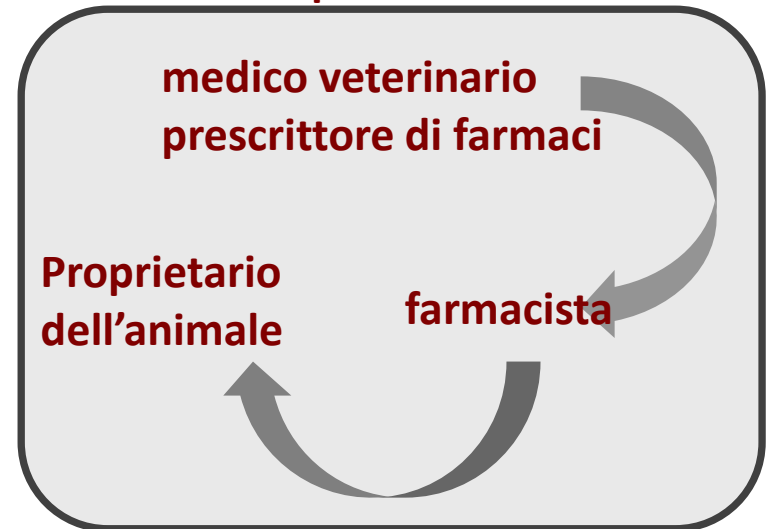 medico veterinario
prescrittore di farmaci
Proprietario
dell’animale
farmacista